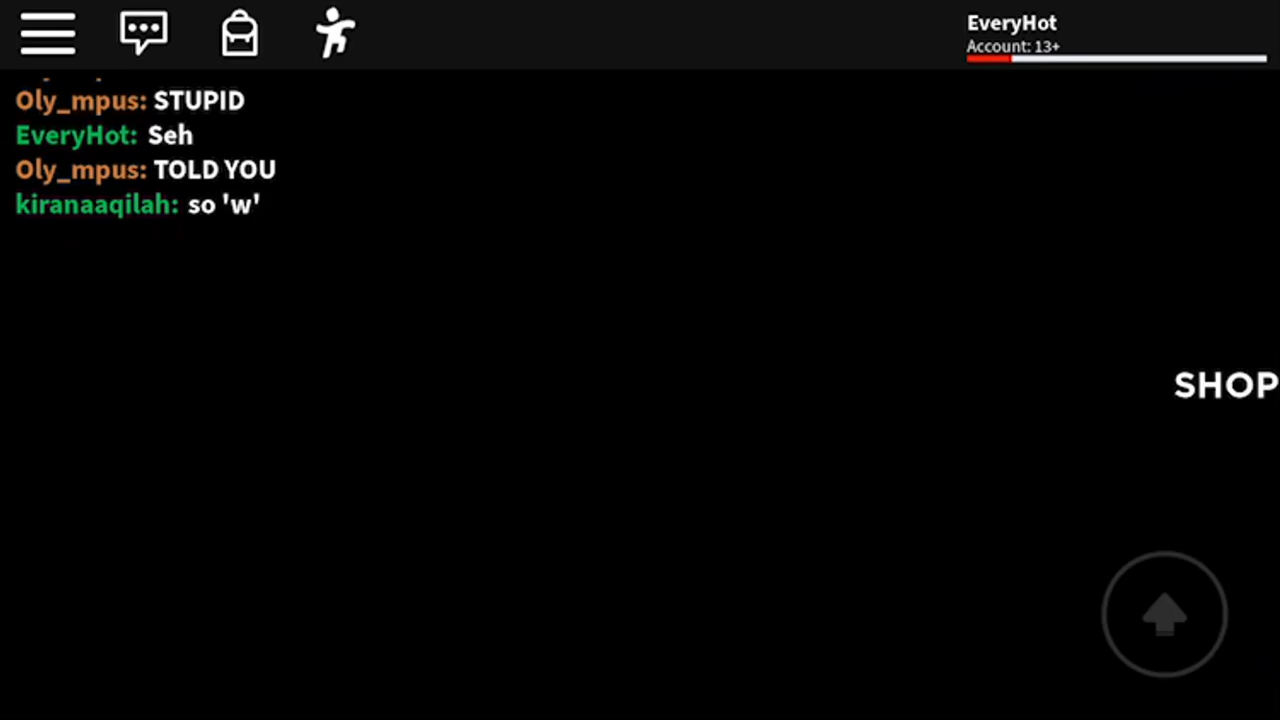 EveryHot
Account: 13+
Oly_mpus: STUPID
EveryHot: Seh
Oly_mpus: TOLD YOU
kiranaaqilah: so 'w'
SHOP